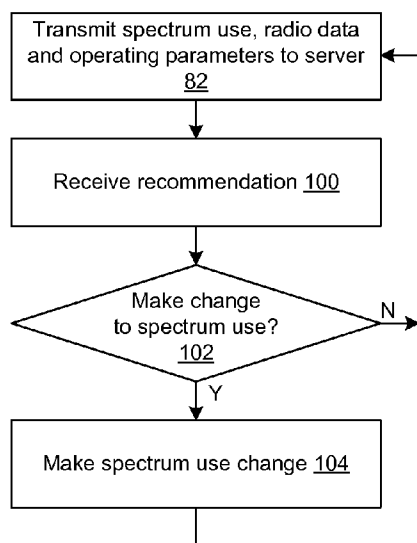 Transmit spectrum use, radio data
and operating parameters to server
82
Receive recommendation 100
Make change
to spectrum use?
102
N
Y
Make spectrum use change 104